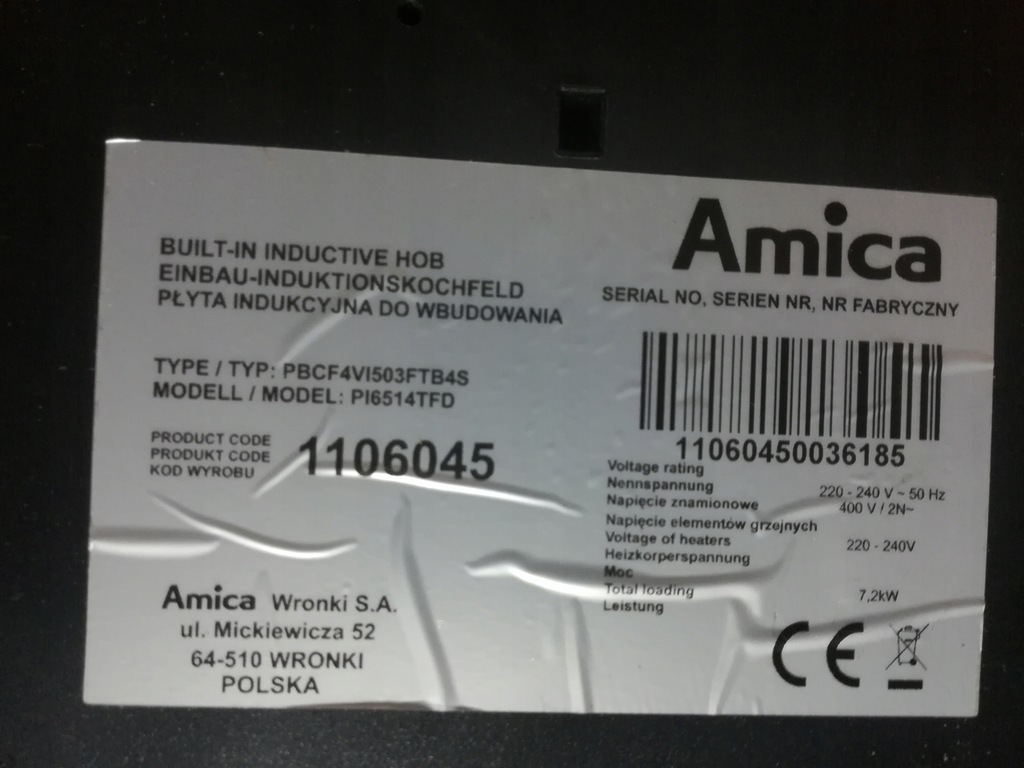 BUILT-IN INDUCTIVE HOB
EINBAU-INDUKTIONSKOCHFELD
PŁYTA INDUKCYJNA DO WBUDOWANIA
TYPE / TYP: PBCF4VI503FTB4S
MODELL / MODEL: PI6514TFD
PRODUCT CODE
PRODUKT CODE
KOD WYROBU
1106045
Amica Wronki S.A.
ul. Mickiewicza 52
64-510 WRONKI
POLSKA
Amica
SERIAL NO, SERIEN NR, NR FABRYCZNY
11060450036185
Voltage rating
Nennspannung
Napięcie znamionowe
220 - 240 V ~ 50 Hz
400 V / 2N~
Napięcie elementów grzejnych
Voltage of heaters
Heizkorperspannung
220 - 240V
Moc
Total loading
Leistung
7,2kW
CE